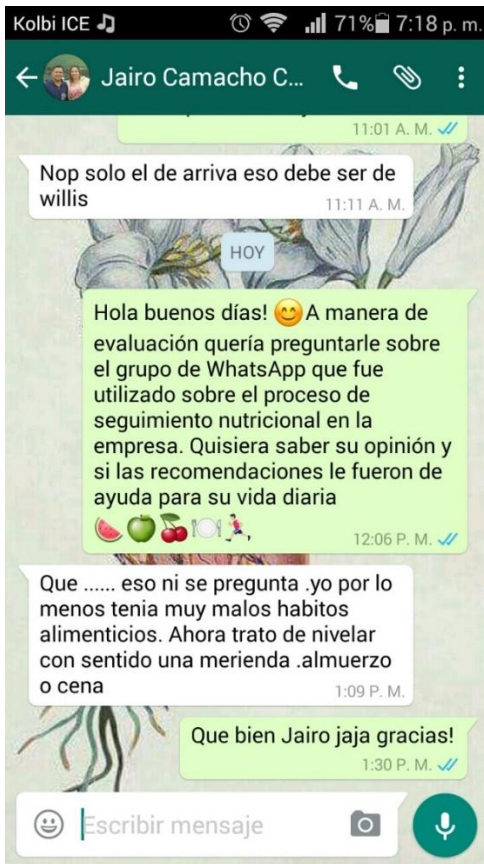 Kolbi ICE 71% 7:18 p. m.
Jairo Camacho C...
11:01 A. M.
Nop solo el de arriva eso debe ser de
willis
11:11 A. M.
HOY
Hola buenos días! 😊 A manera de
evaluación quería preguntarle sobre
el grupo de WhatsApp que fue
utilizado sobre el proceso de
seguimiento nutricional en la
empresa. Quisiera saber su opinión y
si las recomendaciones le fueron de
ayuda para su vida diaria
🍉🍏🍒🍽🏃
12:06 P. M.
Que ...... eso ni se pregunta .yo por lo
menos tenia muy malos habitos
alimenticios. Ahora trato de nivelar
con sentido una merienda .almuerzo
o cena
1:09 P. M.
Que bien Jairo jaja gracias!
1:30 P. M.
Escribir mensaje